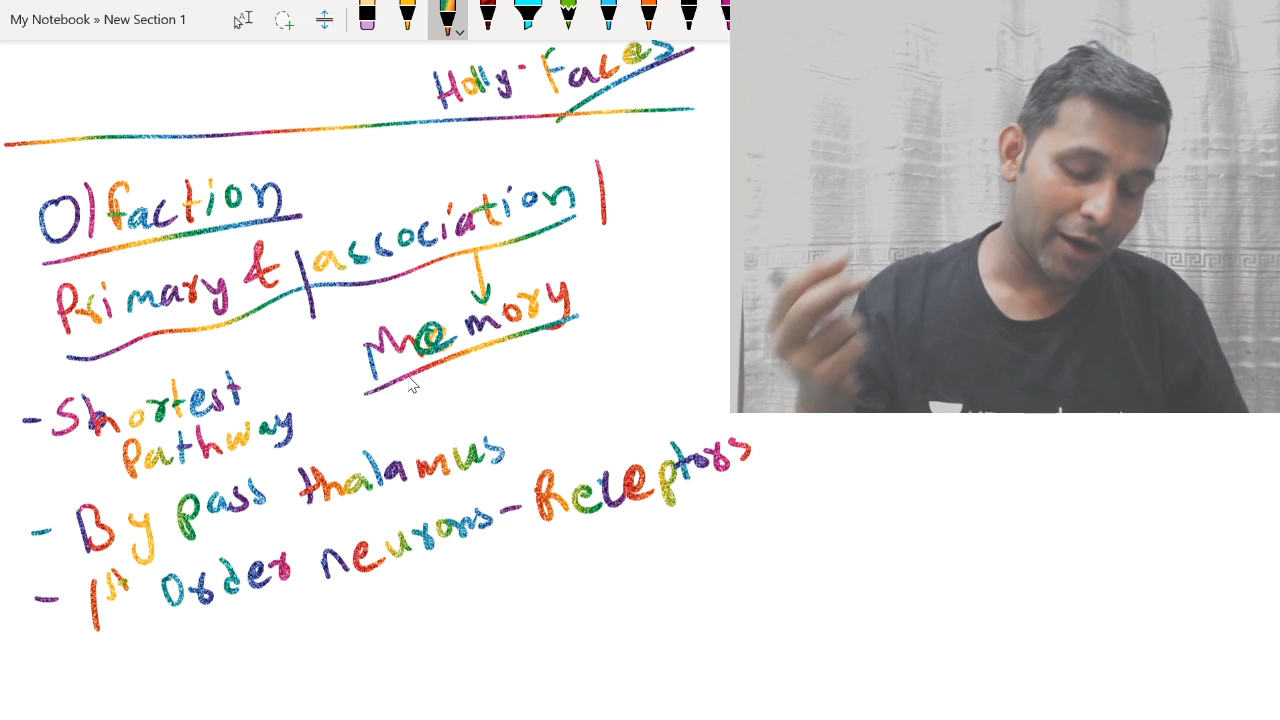 My Notebook » New Section 1
Holly- Faces
Olfaction
Primary & association
Memory
- Shortest
Pathway
- By pass thalamus
- 1st Order neurons - Receptors